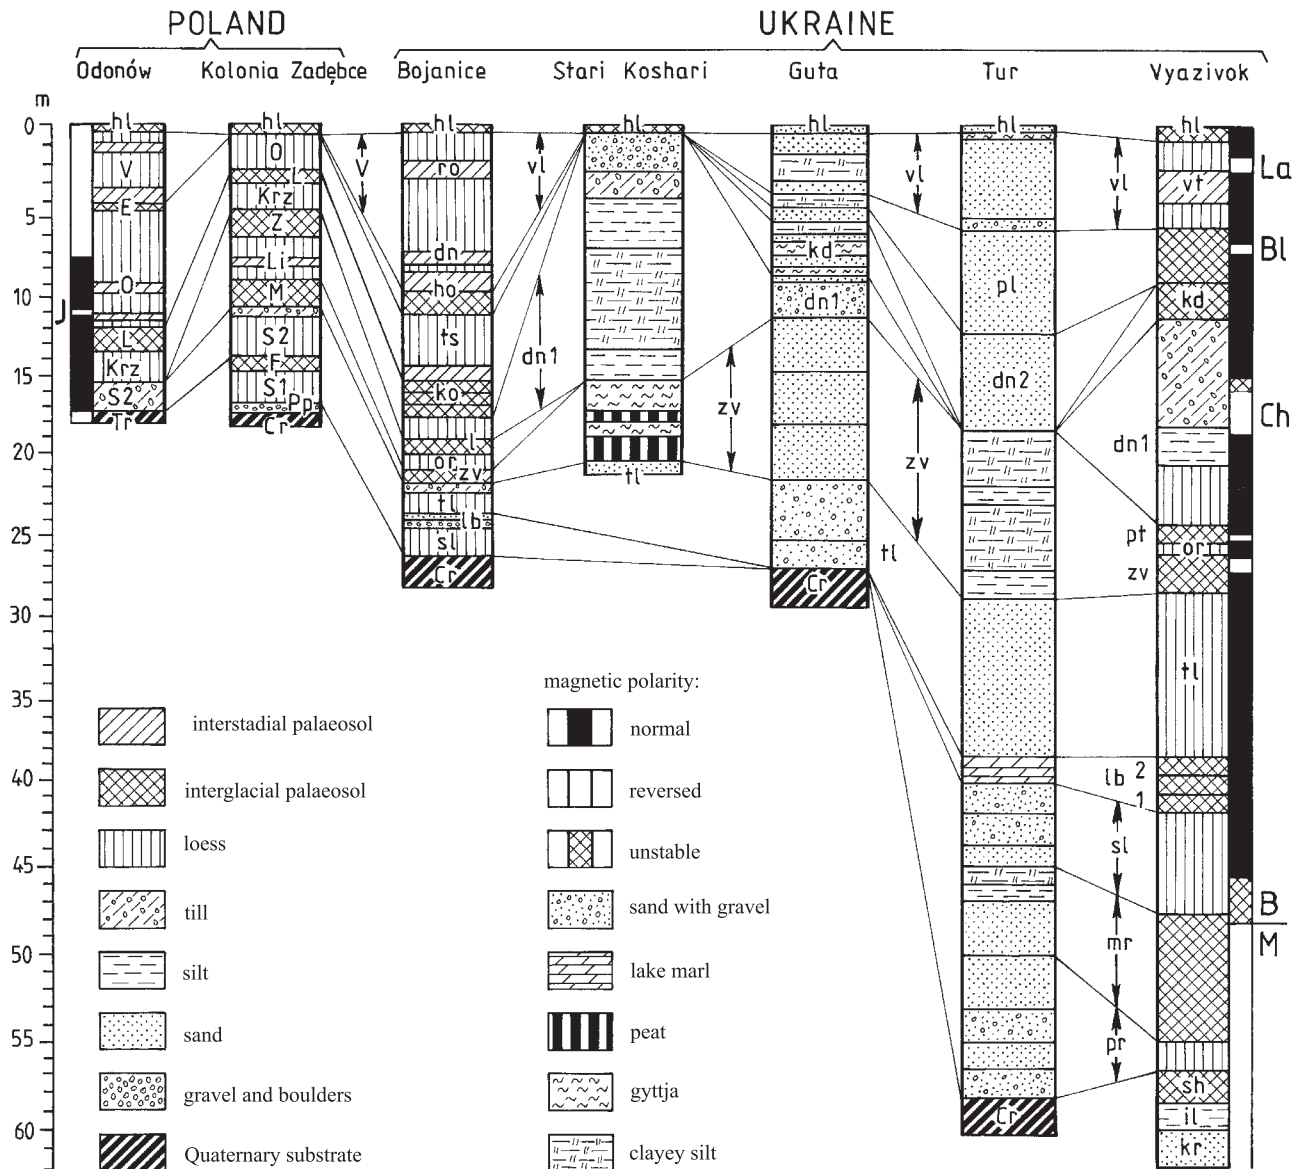 POLAND UKRAINE
Odonów Kolonia Zadębce Bojanice Stari Koshari Guta Tur Vyazivok
m
0 hl hl hl hl hl hl hl
V O V ro vl vl vl vt La
E L
5 Krz
Z
O Li dn kd pl Bl
10 M ho dn1 kd
J L S2 ts dn1 dn2
Krz F zv
15 S2 S1 ko zv Ch
Tr Pp
Cr l dn1
20 or zv tl
tl lb
25 sl tl pt or
Cr Cr zv
30
tl
35
40 lb 2
1
45 sl
B
50 mr M
55 pr
sh
Cr il
60 kr
magnetic polarity:
interstadial palaeosol
interglacial palaeosol
loess
till
silt
sand
gravel and boulders
Quaternary substrate
normal
reversed
unstable
sand with gravel
lake marl
peat
gyttja
clayey silt